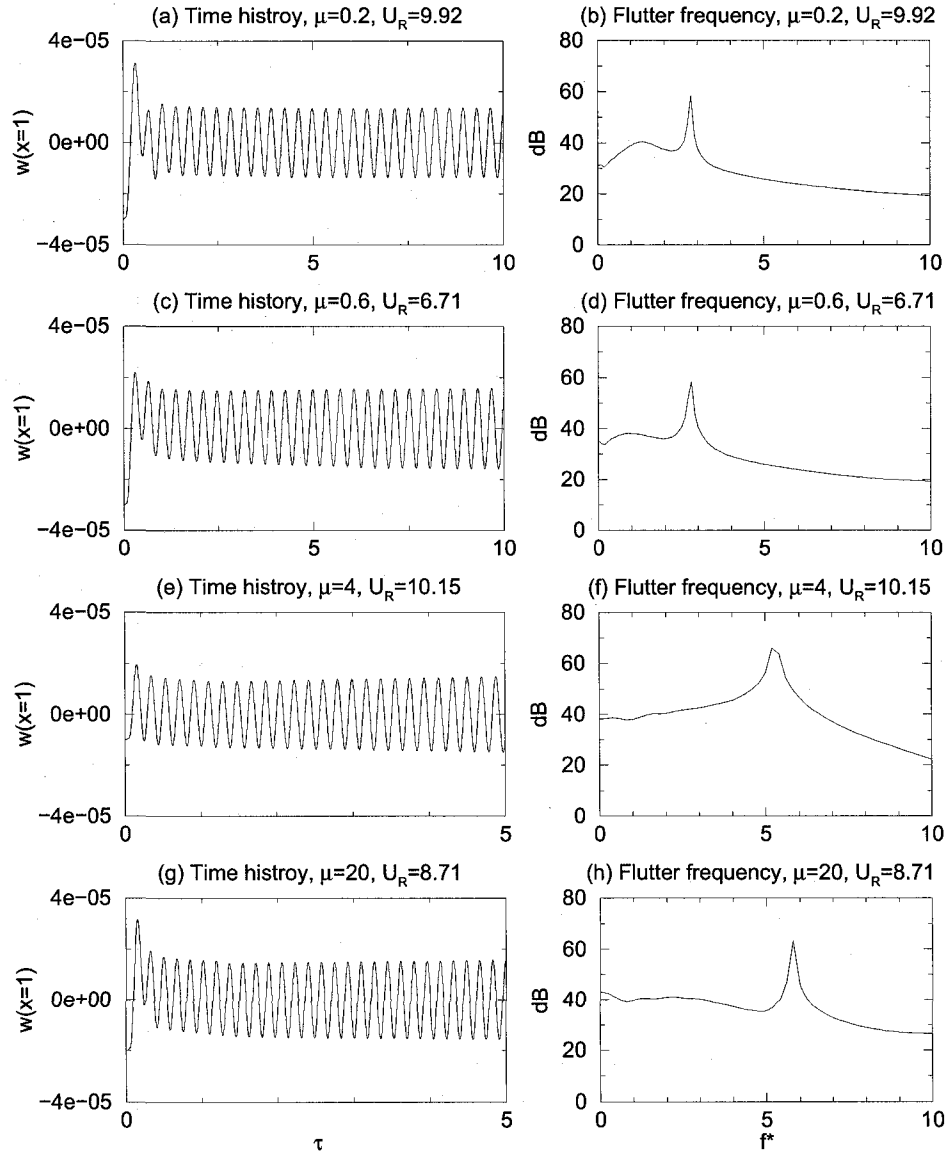 (a) Time histroy, μ=0.2, U_R=9.92
4e-05
0e+00
−4e-05
w(x=1)
0
5
10
(b) Flutter frequency, μ=0.2, U_R=9.92
80
60
40
20
0
dB
0
5
10
(c) Time history, μ=0.6, U_R=6.71
4e-05
0e+00
−4e-05
w(x=1)
0
5
10
(d) Flutter frequency, μ=0.6, U_R=6.71
80
60
40
20
0
dB
0
5
10
(e) Time histroy, μ=4, U_R=10.15
4e-05
0e+00
−4e-05
w(x=1)
0
5
(f) Flutter frequency, μ=4, U_R=10.15
80
60
40
20
0
dB
0
5
10
(g) Time histroy, μ=20, U_R=8.71
4e-05
0e+00
−4e-05
w(x=1)
0
5
τ
(h) Flutter frequency, μ=20, U_R=8.71
80
60
40
20
0
dB
0
5
10
f*